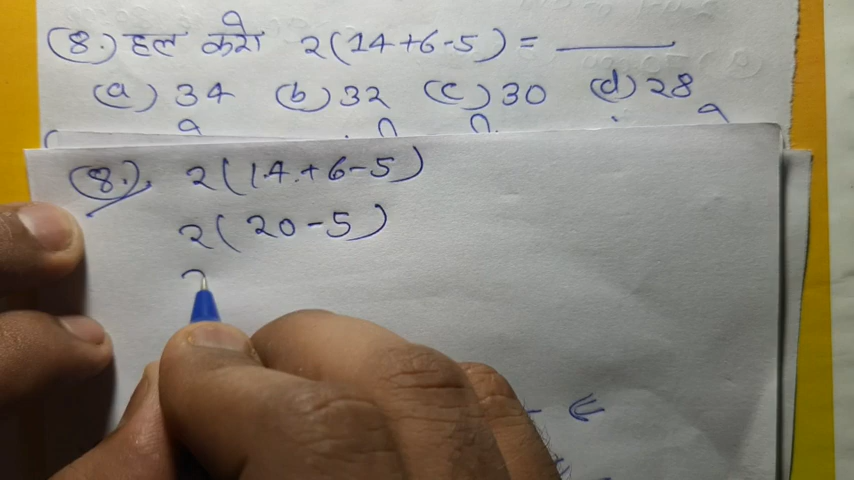 (8.) हल करो 2(14+6-5) = ______
(a) 34 (b) 32 (c) 30 (d) 28
(8.) 2(14+6-5)
2(20-5)
2